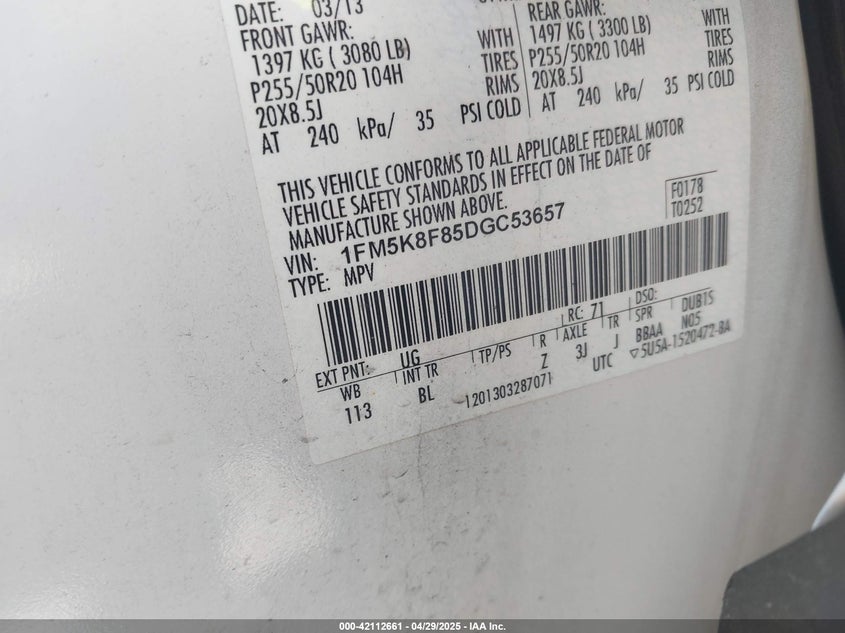 DATE: 03/13
FRONT GAWR:
1397 KG ( 3080 LB) WITH
P255/50R20 104H TIRES
20X8.5J RIMS
AT 240 kPa/ 35 PSI COLD
REAR GAWR:
1497 KG ( 3300 LB) WITH
P255/50R20 104H TIRES
20X8.5J RIMS
AT 240 kPa/ 35 PSI COLD
THIS VEHICLE CONFORMS TO ALL APPLICABLE FEDERAL MOTOR
VEHICLE SAFETY STANDARDS IN EFFECT ON THE DATE OF
MANUFACTURE SHOWN ABOVE.
VIN: 1FM5K8F85DGC53657
TYPE: MPV
F0178
T0252
EXT PNT: UG RC: 71 DSO:
WB INT TR TP/PS R AXLE TR SPR DUB1S
113 BL Z 3J J BBAA N05
1201303287071 UTC ▽5U5A-1520472-BA
000-42112661 | 04/29/2025 - IAA Inc.